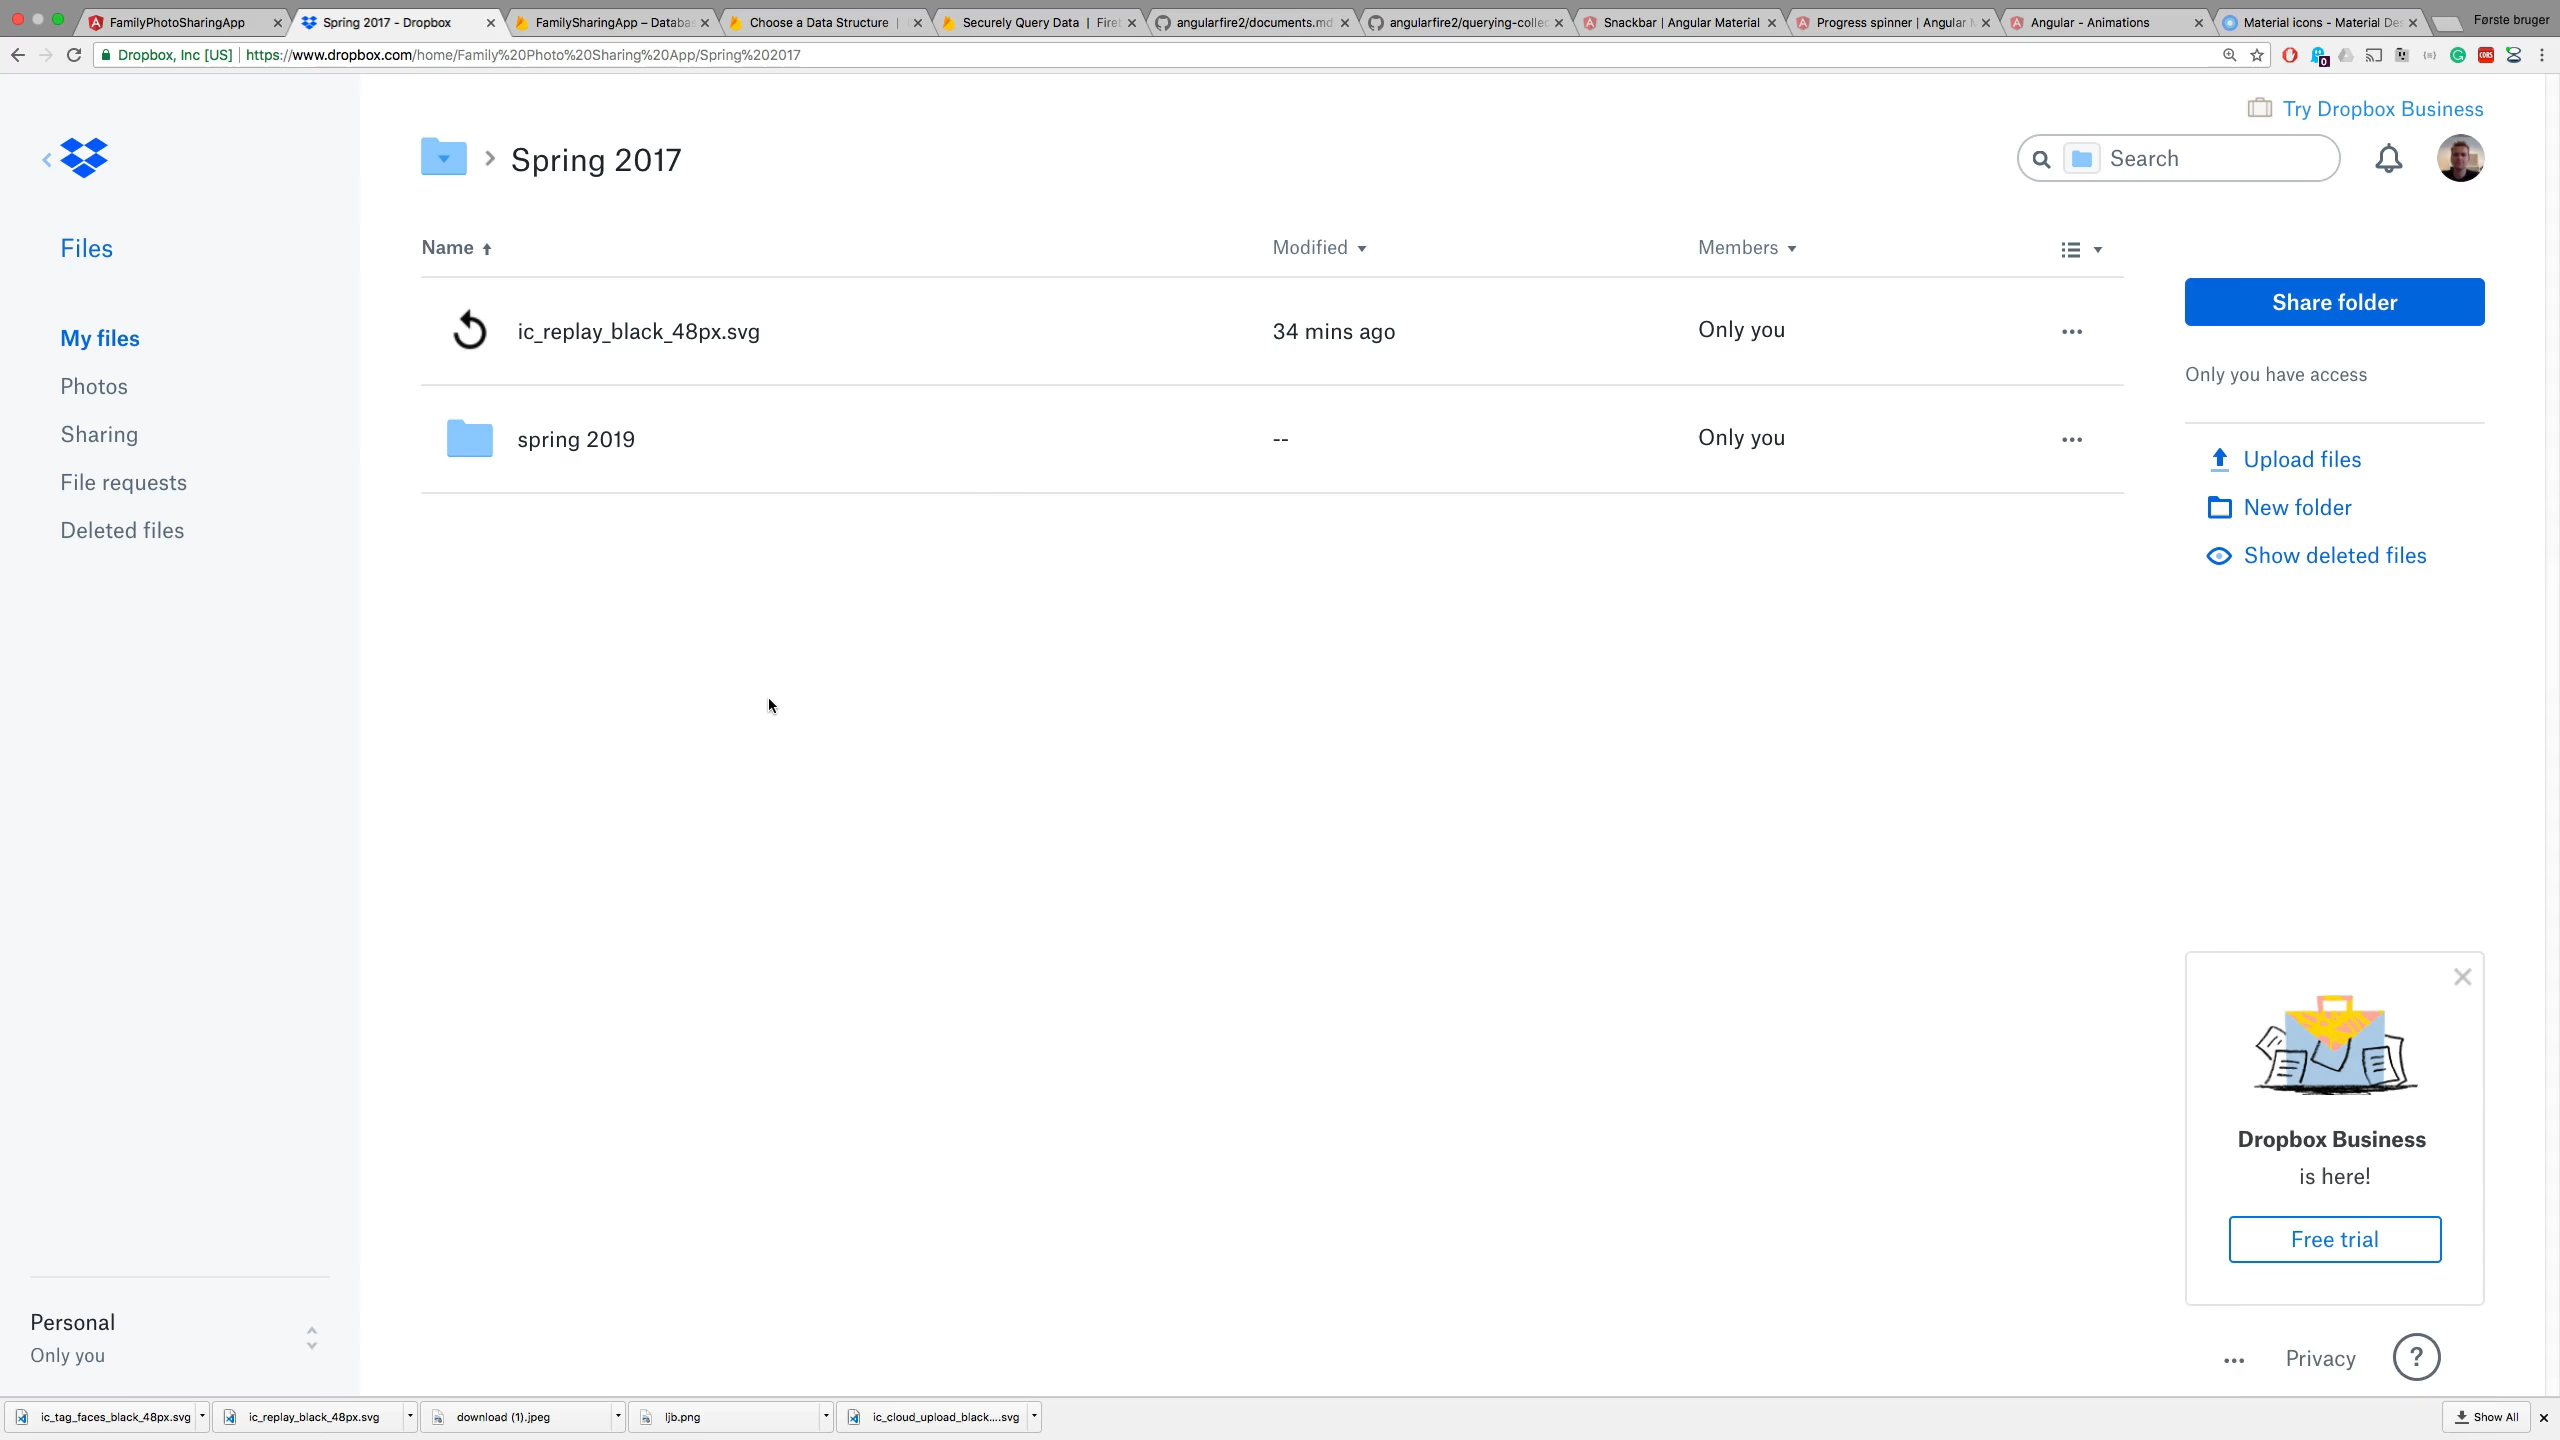 FamilyPhotoSharingApp
Spring 2017 - Dropbox
FamilySharingApp – Databa
Choose a Data Structure |
Securely Query Data | Fire
angularfire2/documents.md
angularfire2/querying-collec
Snackbar | Angular Material
Progress spinner | Angular M
Angular - Animations
Material icons - Material Des
Første bruger
Dropbox, Inc [US] | https://www.dropbox.com/home/Family%20Photo%20Sharing%20App/Spring%202017
0
CORS
Try Dropbox Business
Spring 2017
Search
Files
Name
Modified
Members
My files
Photos
Sharing
File requests
Deleted files
ic_replay_black_48px.svg
34 mins ago
Only you
spring 2019
--
Only you
Share folder
Only you have access
Upload files
New folder
Show deleted files
Dropbox Business
is here!
Free trial
Personal
Only you
Privacy
?
ic_tag_faces_black_48px.svg
ic_replay_black_48px.svg
download (1).jpeg
ljb.png
ic_cloud_upload_black....svg
Show All